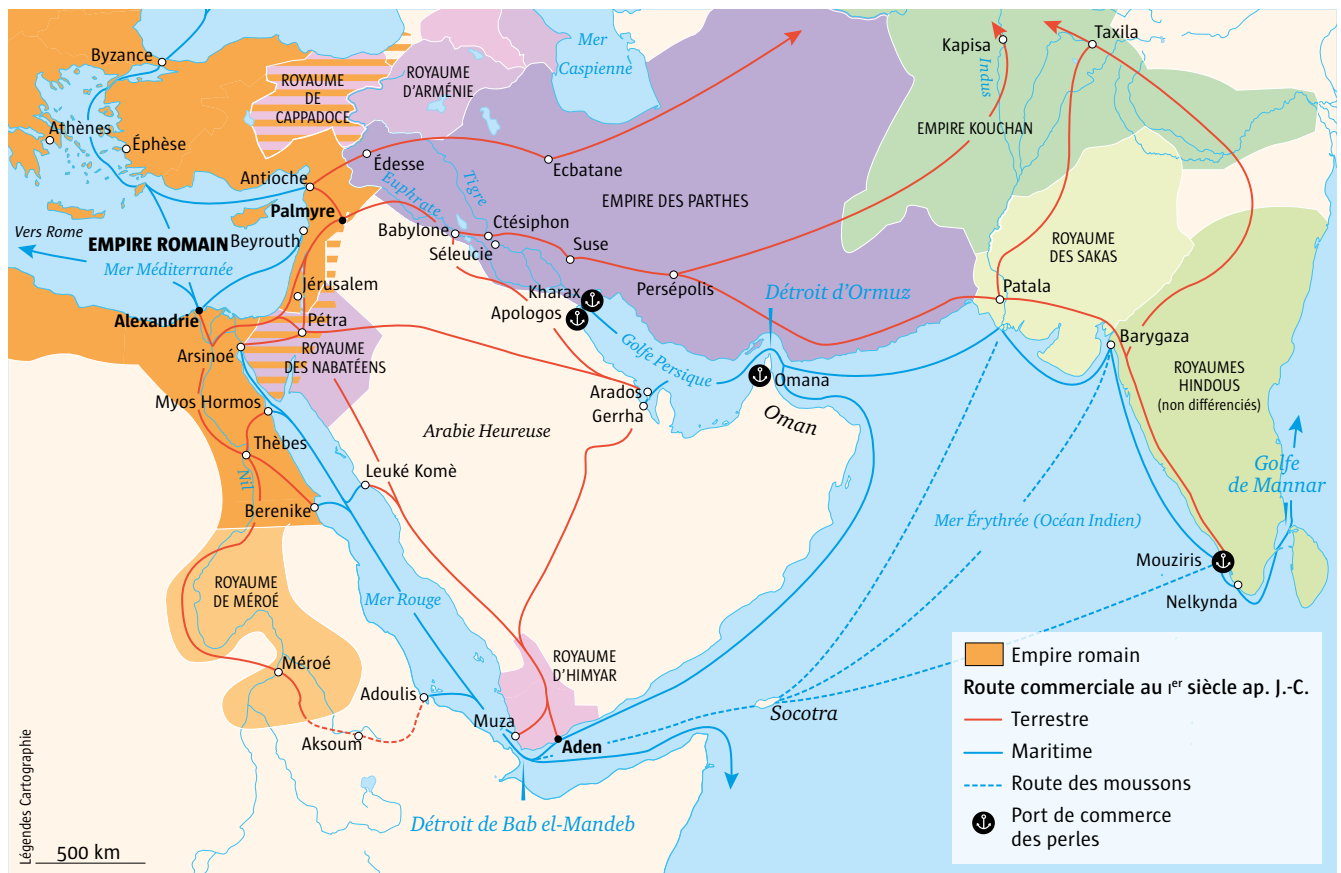 Byzance
Athènes
Éphèse
ROYAUME
DE
CAPPADOCE
ROYAUME
D'ARMÉNIE
Mer
Caspienne
Kapisa
Taxila
Indus
EMPIRE KOUCHAN
Antioche
Édesse
Ecbatane
Palmyre
Euphrate
Tigre
EMPIRE DES PARTHES
Vers Rome
EMPIRE ROMAIN
Beyrouth
Babylone
Ctésiphon
Séleucie
Suse
Mer Méditerranée
Jérusalem
Kharax
Apologos
Persépolis
Détroit d'Ormuz
ROYAUME
DES SAKAS
Patala
Alexandrie
Pétra
Arsinoé
ROYAUME
DES NABATÉENS
Golfe Persique
Barygaza
ROYAUMES
HINDOUS
(non différenciés)
Myos Hormos
Arados
Gerrha
Omana
Oman
Thèbes
Arabie Heureuse
Nil
Leuké Komè
Berenike
Golfe
de Mannar
Mer Érythrée (Océan Indien)
Mouziris
Nelkynda
ROYAUME
DE MÉROÉ
Mer Rouge
Méroé
ROYAUME
D'HIMYAR
Adoulis
Muza
Aden
Socotra
Aksoum
Détroit de Bab el-Mandeb
Empire romain
Route commerciale au Ier siècle ap. J.-C.
Terrestre
Maritime
Route des moussons
Port de commerce
des perles
Légendes Cartographie
500 km